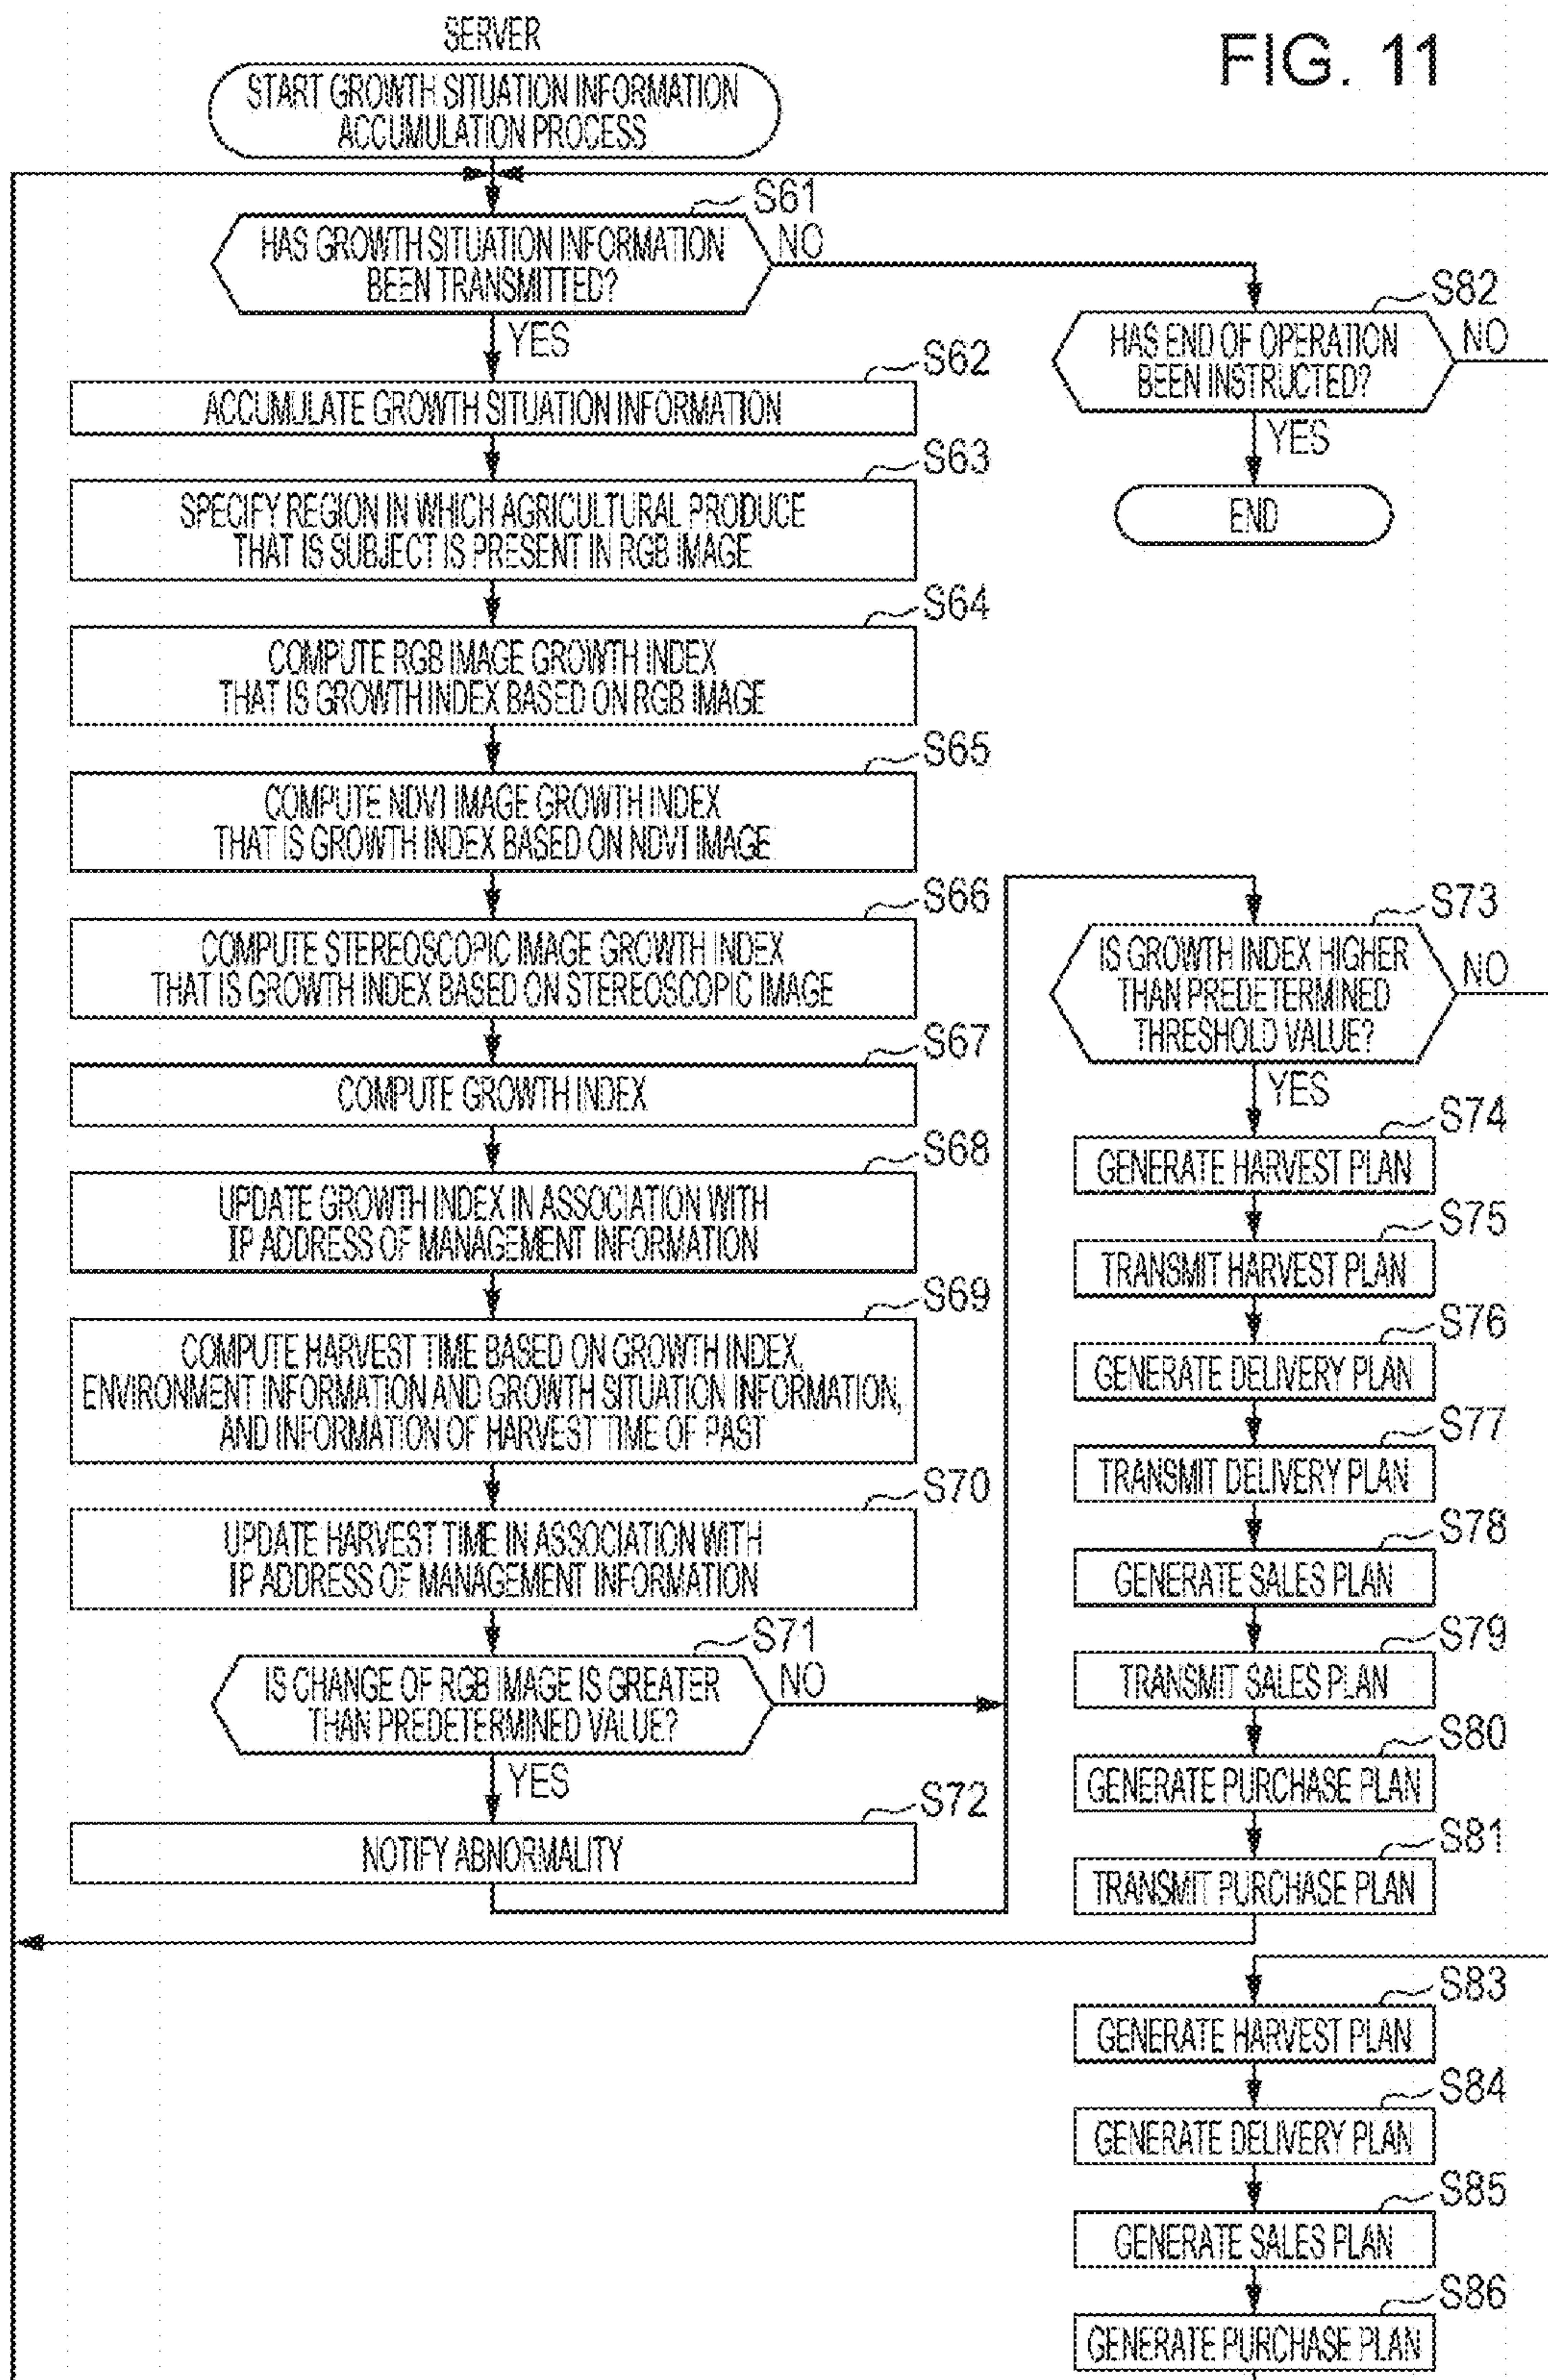 SERVER
FIG. 11
START GROWTH SITUATION INFORMATION
ACCUMULATION PROCESS
S61
HAS GROWTH SITUATION INFORMATION
BEEN TRANSMITTED?
NO
YES
S62
ACCUMULATE GROWTH SITUATION INFORMATION
S63
SPECIFY REGION IN WHICH AGRICULTURAL PRODUCE
THAT IS SUBJECT IS PRESENT IN RGB IMAGE
S64
COMPUTE RGB IMAGE GROWTH INDEX
THAT IS GROWTH INDEX BASED ON RGB IMAGE
S65
COMPUTE NDVI IMAGE GROWTH INDEX
THAT IS GROWTH INDEX BASED ON NDVI IMAGE
S66
COMPUTE STEREOSCOPIC IMAGE GROWTH INDEX
THAT IS GROWTH INDEX BASED ON STEREOSCOPIC IMAGE
S67
COMPUTE GROWTH INDEX
S68
UPDATE GROWTH INDEX IN ASSOCIATION WITH
IP ADDRESS OF MANAGEMENT INFORMATION
S69
COMPUTE HARVEST TIME BASED ON GROWTH INDEX,
ENVIRONMENT INFORMATION AND GROWTH SITUATION INFORMATION,
AND INFORMATION OF HARVEST TIME OF PAST
S70
UPDATE HARVEST TIME IN ASSOCIATION WITH
IP ADDRESS OF MANAGEMENT INFORMATION
S71
IS CHANGE OF RGB IMAGE IS GREATER
THAN PREDETERMINED VALUE?
NO
YES
S72
NOTIFY ABNORMALITY
S82
HAS END OF OPERATION
BEEN INSTRUCTED?
NO
YES
END
S73
IS GROWTH INDEX HIGHER
THAN PREDETERMINED
THRESHOLD VALUE?
NO
YES
S74
GENERATE HARVEST PLAN
S75
TRANSMIT HARVEST PLAN
S76
GENERATE DELIVERY PLAN
S77
TRANSMIT DELIVERY PLAN
S78
GENERATE SALES PLAN
S79
TRANSMIT SALES PLAN
S80
GENERATE PURCHASE PLAN
S81
TRANSMIT PURCHASE PLAN
S83
GENERATE HARVEST PLAN
S84
GENERATE DELIVERY PLAN
S85
GENERATE SALES PLAN
S86
GENERATE PURCHASE PLAN